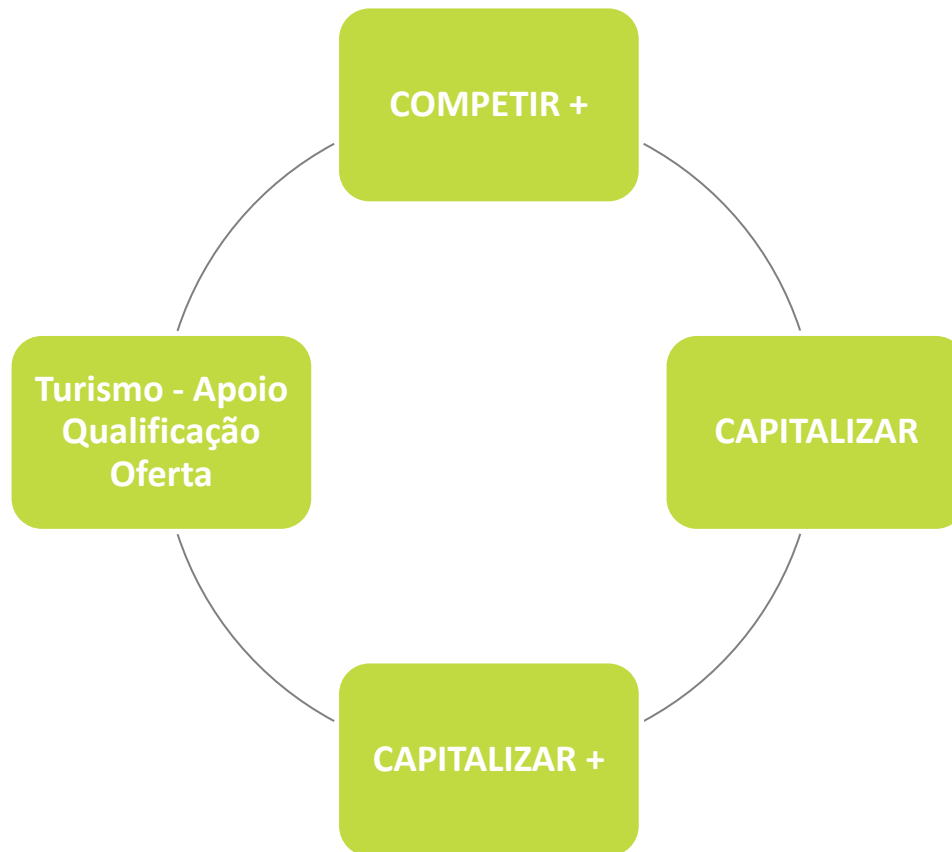 COMPETIR +
CAPITALIZAR
CAPITALIZAR +
Turismo - Apoio
Qualificação
Oferta